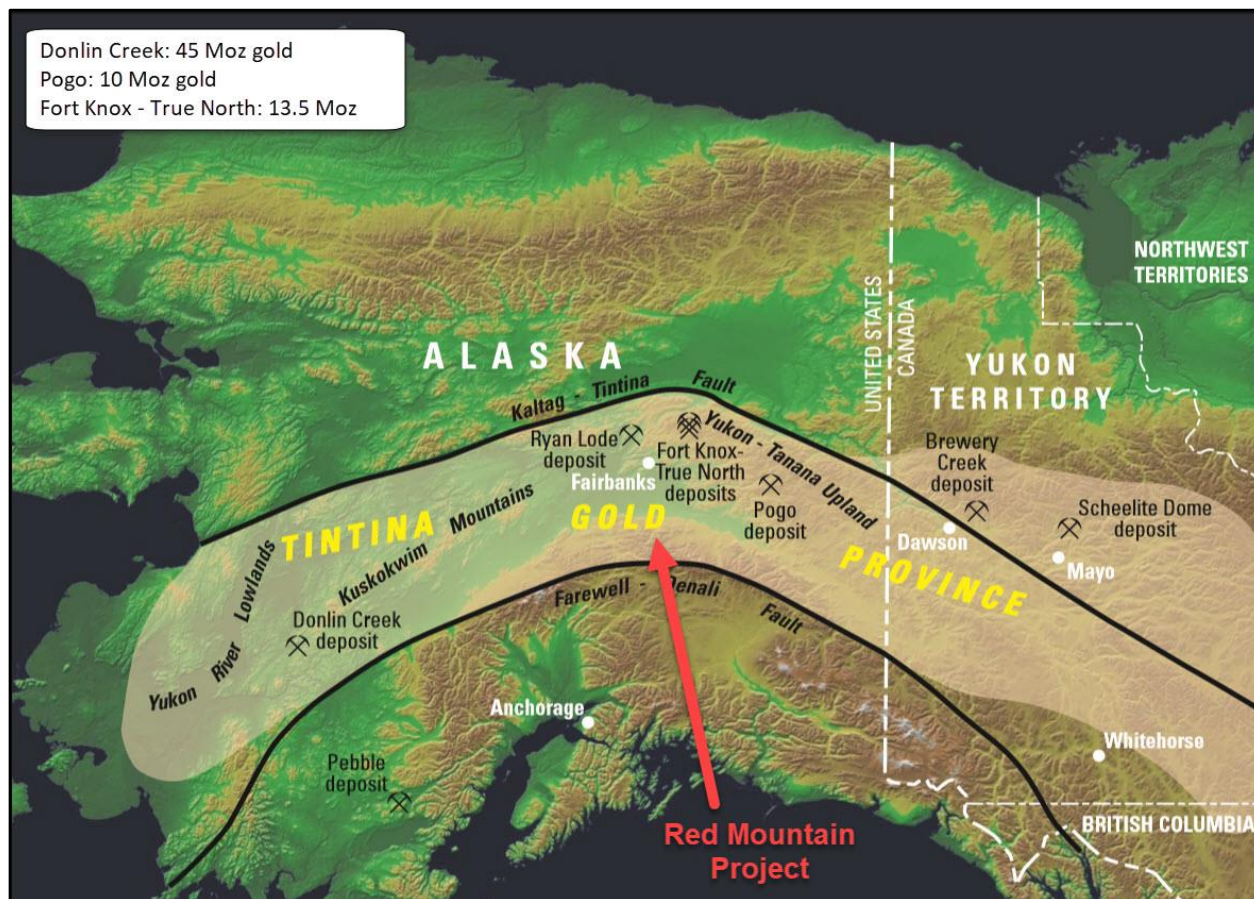 Donlin Creek: 45 Moz gold
Pogo: 10 Moz gold
Fort Knox - True North: 13.5 Moz
NORTHWEST
TERRITORIES
ALASKA
UNITED STATES
CANADA
YUKON
TERRITORY
Kaltag - Tintina Fault
Ryan Lode
deposit
Fairbanks
Fort Knox-
True North
deposits
Yukon - Tanana Upland
Pogo
deposit
Brewery
Creek
deposit
Scheelite Dome
deposit
Dawson
Mayo
TINTINA GOLD PROVINCE
Kuskokwim Mountains
Yukon River Lowlands
Donlin Creek
deposit
Farewell - Denali Fault
Anchorage
Whitehorse
Pebble
deposit
BRITISH COLUMBIA
Red Mountain
Project